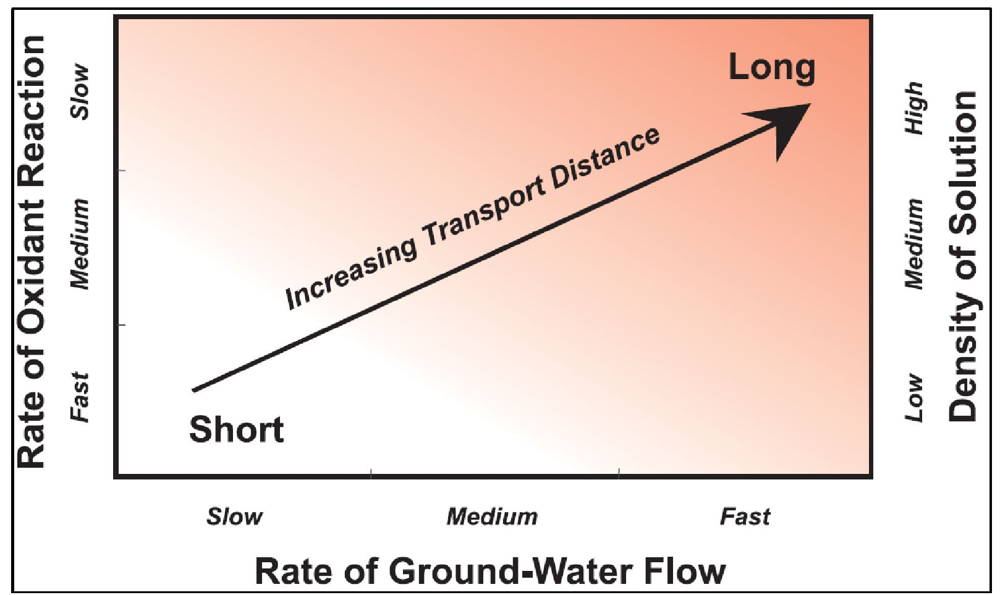 Rate of Oxidant Reaction
Slow
Medium
Fast
Long
Increasing Transport Distance
Short
High
Medium
Low
Density of Solution
Slow
Medium
Fast
Rate of Ground-Water Flow